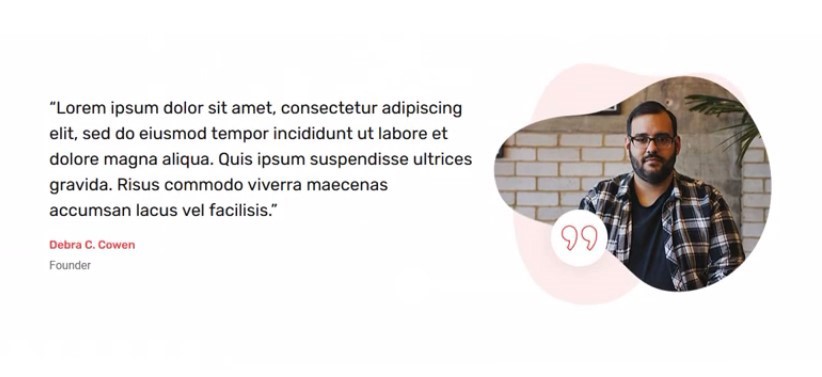 “Lorem ipsum dolor sit amet, consectetur adipiscing
elit, sed do eiusmod tempor incididunt ut labore et
dolore magna aliqua. Quis ipsum suspendisse ultrices
gravida. Risus commodo viverra maecenas
accumsan lacus vel facilisis.”
Debra C. Cowen
Founder